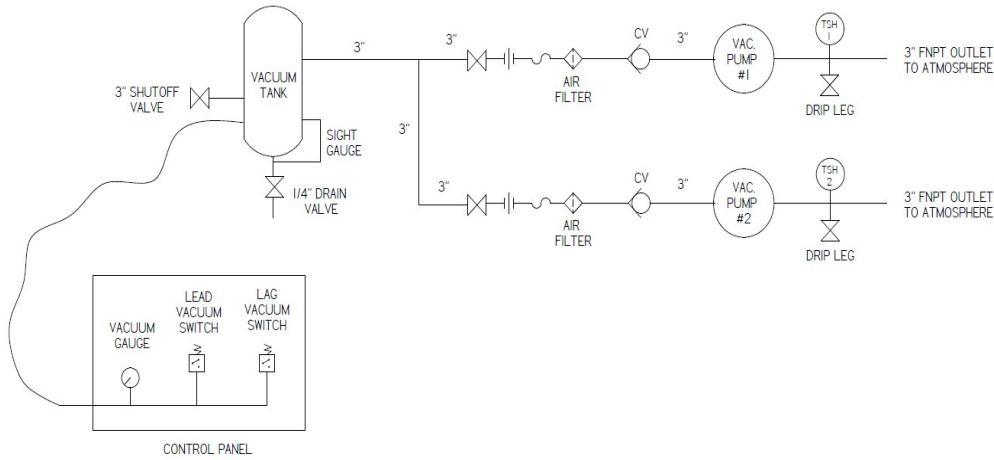 VACUUM
TANK
3" SHUTOFF
VALVE
SIGHT
GAUGE
1/4" DRAIN
VALVE
3"
3"
3"
3"
AIR
FILTER
CV
3"
VAC.
PUMP
#1
TSH
1
DRIP LEG
3" FNPT OUTLET
TO ATMOSPHERE
AIR
FILTER
CV
3"
VAC.
PUMP
#2
TSH
2
DRIP LEG
3" FNPT OUTLET
TO ATMOSPHERE
VACUUM
GAUGE
LEAD
VACUUM
SWITCH
LAG
VACUUM
SWITCH
CONTROL PANEL